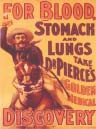 FOR BLOOD,
STOMACH
AND
LUNGS
TAKE
DR PIERCE'S
GOLDEN
MEDICAL
DISCOVERY